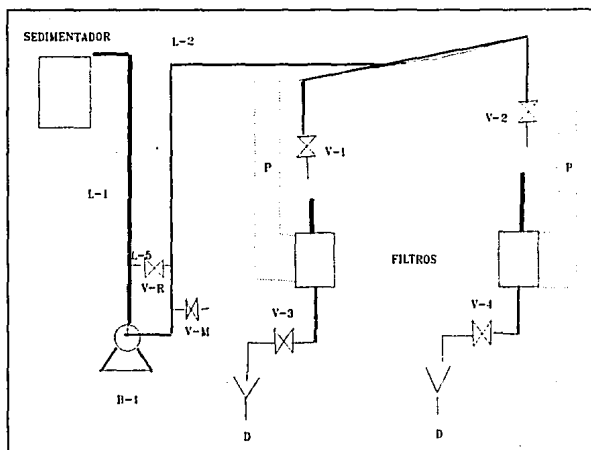 SEDIMENTADOR
L-2
V-1
V-2
P
P
L-1
L-5
V-R
FILTROS
V-M
V-3
V-4
B-1
D
D